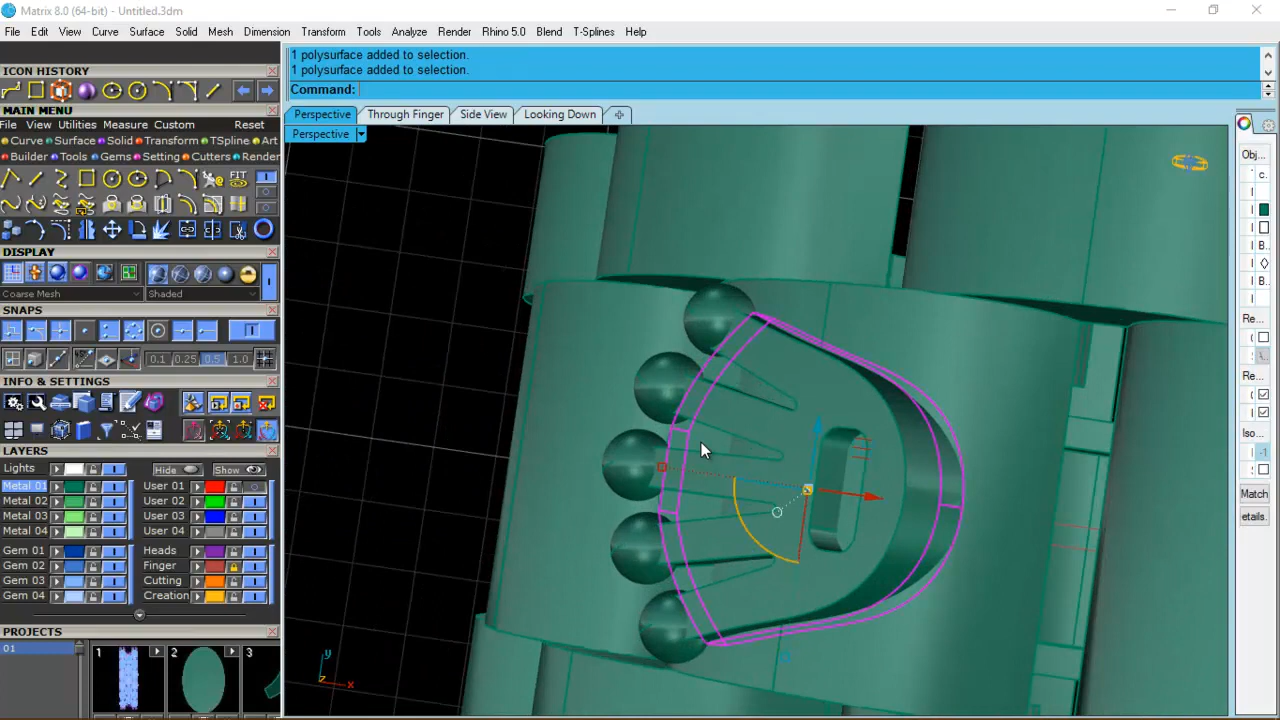 Matrix 8.0 (64-bit) - Untitled.3dm
File Edit View Curve Surface Solid Mesh Dimension Transform Tools Analyze Render Rhino 5.0 Blend T-Splines Help
ICON HISTORY
1 polysurface added to selection.
1 polysurface added to selection.
Command:
MAIN MENU
File View Utilities Measure Custom Reset
Curve Surface Solid Transform TSpline Art
Builder Tools Gems Setting Cutters Render
FIT
Perspective Through Finger Side View Looking Down
Perspective
DISPLAY
Coarse Mesh Shaded
SNAPS
0.1 0.25 0.5 1.0
INFO & SETTINGS
LAYERS
Lights Hide Show
Metal 01 User 01
Metal 02 User 02
Metal 03 User 03
Metal 04 User 04
Gem 01 Heads
Gem 02 Finger
Gem 03 Cutting
Gem 04 Creation
PROJECTS
01
1 2 3
y
x
z
Obj...
c.
B..
B..
Re...
Re...
Iso...
-1
Match
etails.